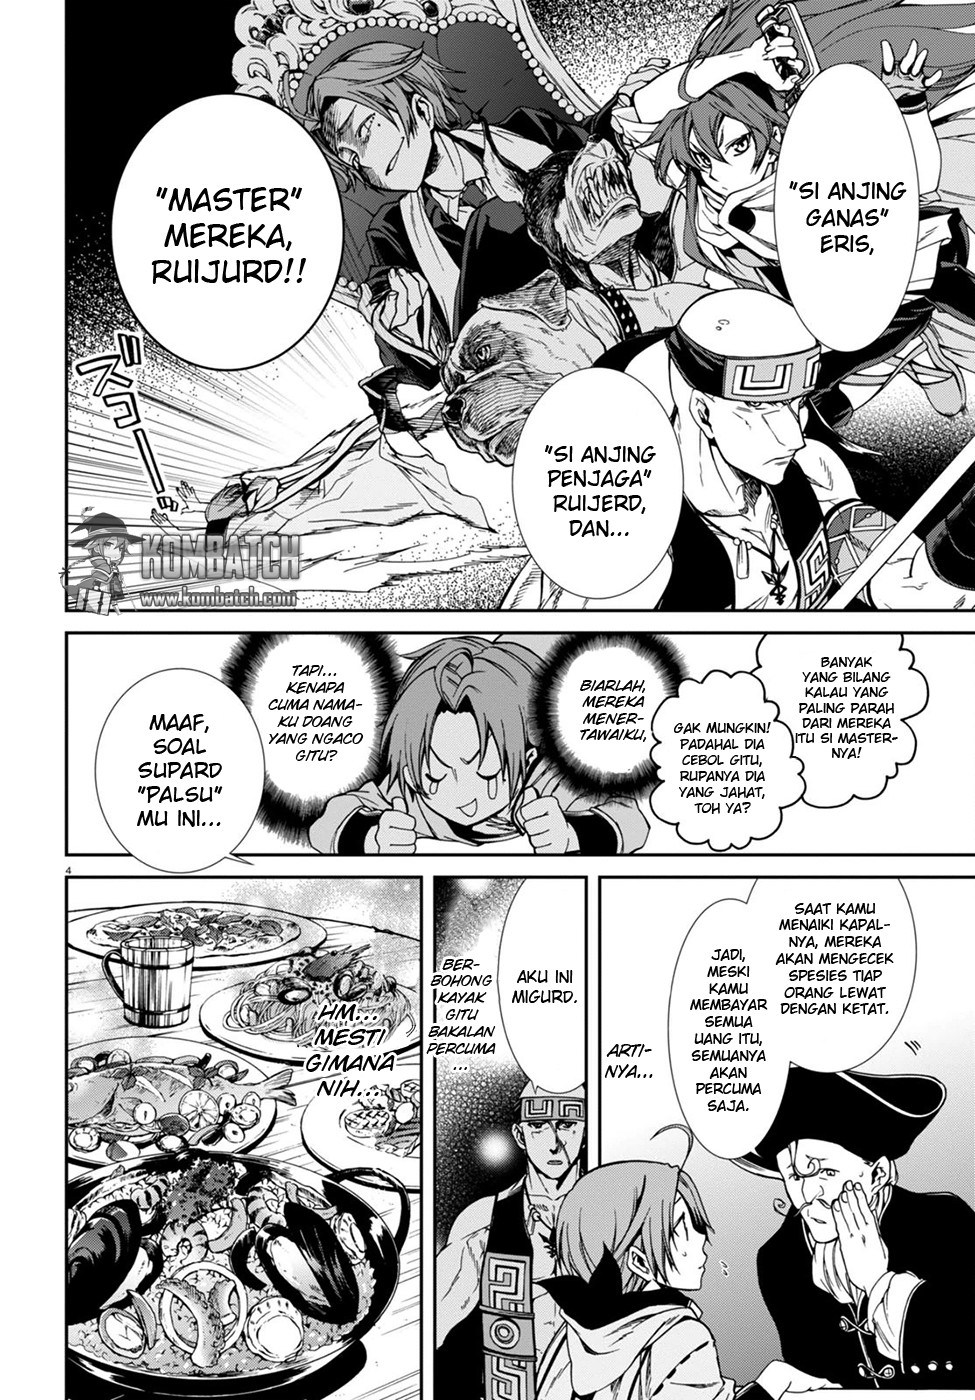 "SI ANJING
GANAS"
ERIS,
"SI ANJING
PENJAGA"
RUIJERD,
DAN...
"MASTER"
MEREKA,
RUIJURD!!
ズコーーッ
KOMBATCH
www.kombatch.com
BANYAK
YANG BILANG
KALAU YANG
PALING PARAH
DARI MEREKA
ITU SI MASTER-
NYA!
GAK MUNGKIN!
PADAHAL DIA
CEBOL GITU,
RUPANYA DIA
YANG JAHAT,
TOH YA?
BIARLAH,
MEREKA
MENER-
TAWAIKU,
TAPI...
KENAPA
CUMA NAMA-
KU DOANG
YANG NGACO
GITU?
MAAF,
SOAL
SUPARD
"PALSU"
MU INI...
4
SAAT KAMU
MENAIKI KAPAL-
NYA, MEREKA
AKAN MENGECEK
SPESIES TIAP
ORANG LEWAT
DENGAN KETAT.
JADI,
MESKI
KAMU
MEMBAYAR
SEMUA
UANG ITU,
SEMUANYA
AKAN
PERCUMA
SAJA.
ARTI-
NYA...
AKU INI
MIGURD.
BER-
BOHONG
KAYAK
GITU
BAKALAN
PERCUMA
...
HM...
MESTI
GIMANA
NIH...